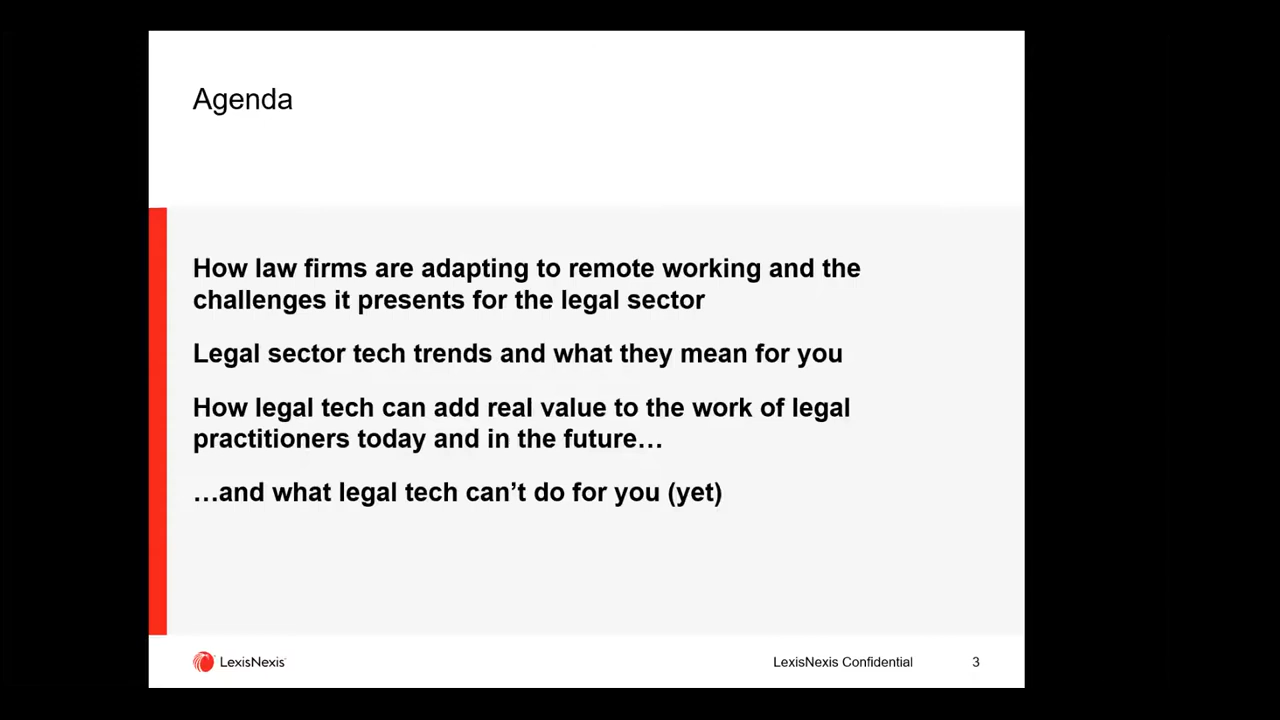 Agenda
How law firms are adapting to remote working and the
challenges it presents for the legal sector
Legal sector tech trends and what they mean for you
How legal tech can add real value to the work of legal
practitioners today and in the future…
…and what legal tech can’t do for you (yet)
LexisNexis
LexisNexis Confidential
3